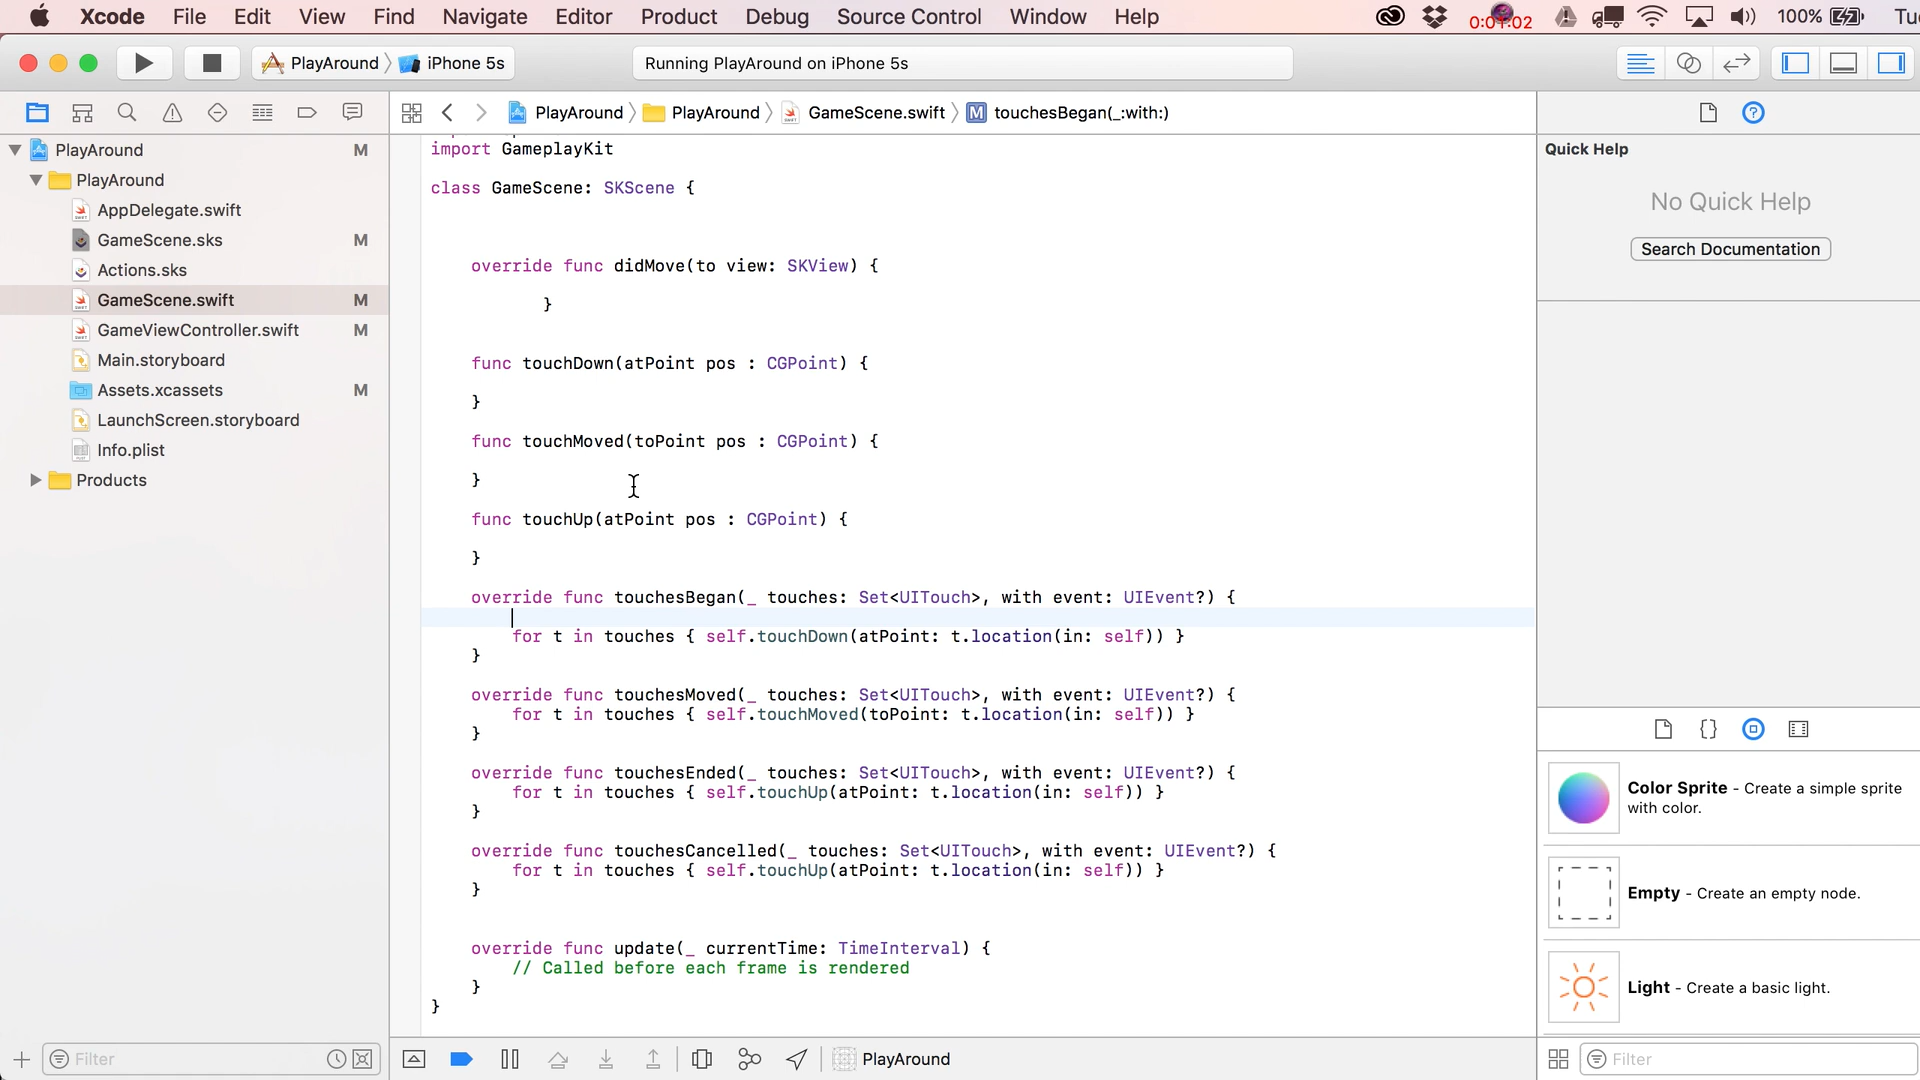 Xcode File Edit View Find Navigate Editor Product Debug Source Control Window Help 0:01:02 100%
PlayAround iPhone 5s Running PlayAround on iPhone 5s
PlayAround PlayAround GameScene.swift M touchesBegan(_:with:)
PlayAround M
PlayAround
AppDelegate.swift
GameScene.sks M
Actions.sks
GameScene.swift M
GameViewController.swift M
Main.storyboard
Assets.xcassets M
LaunchScreen.storyboard
Info.plist
Products
Filter
import GameplayKit
class GameScene: SKScene {
override func didMove(to view: SKView) {
}
func touchDown(atPoint pos : CGPoint) {
}
func touchMoved(toPoint pos : CGPoint) {
}
func touchUp(atPoint pos : CGPoint) {
}
override func touchesBegan(_ touches: Set<UITouch>, with event: UIEvent?) {
for t in touches { self.touchDown(atPoint: t.location(in: self)) }
}
override func touchesMoved(_ touches: Set<UITouch>, with event: UIEvent?) {
for t in touches { self.touchMoved(toPoint: t.location(in: self)) }
}
override func touchesEnded(_ touches: Set<UITouch>, with event: UIEvent?) {
for t in touches { self.touchUp(atPoint: t.location(in: self)) }
}
override func touchesCancelled(_ touches: Set<UITouch>, with event: UIEvent?) {
for t in touches { self.touchUp(atPoint: t.location(in: self)) }
}
override func update(_ currentTime: TimeInterval) {
// Called before each frame is rendered
}
}
PlayAround
Quick Help
No Quick Help
Search Documentation
Color Sprite - Create a simple sprite
with color.
Empty - Create an empty node.
Light - Create a basic light.
Filter